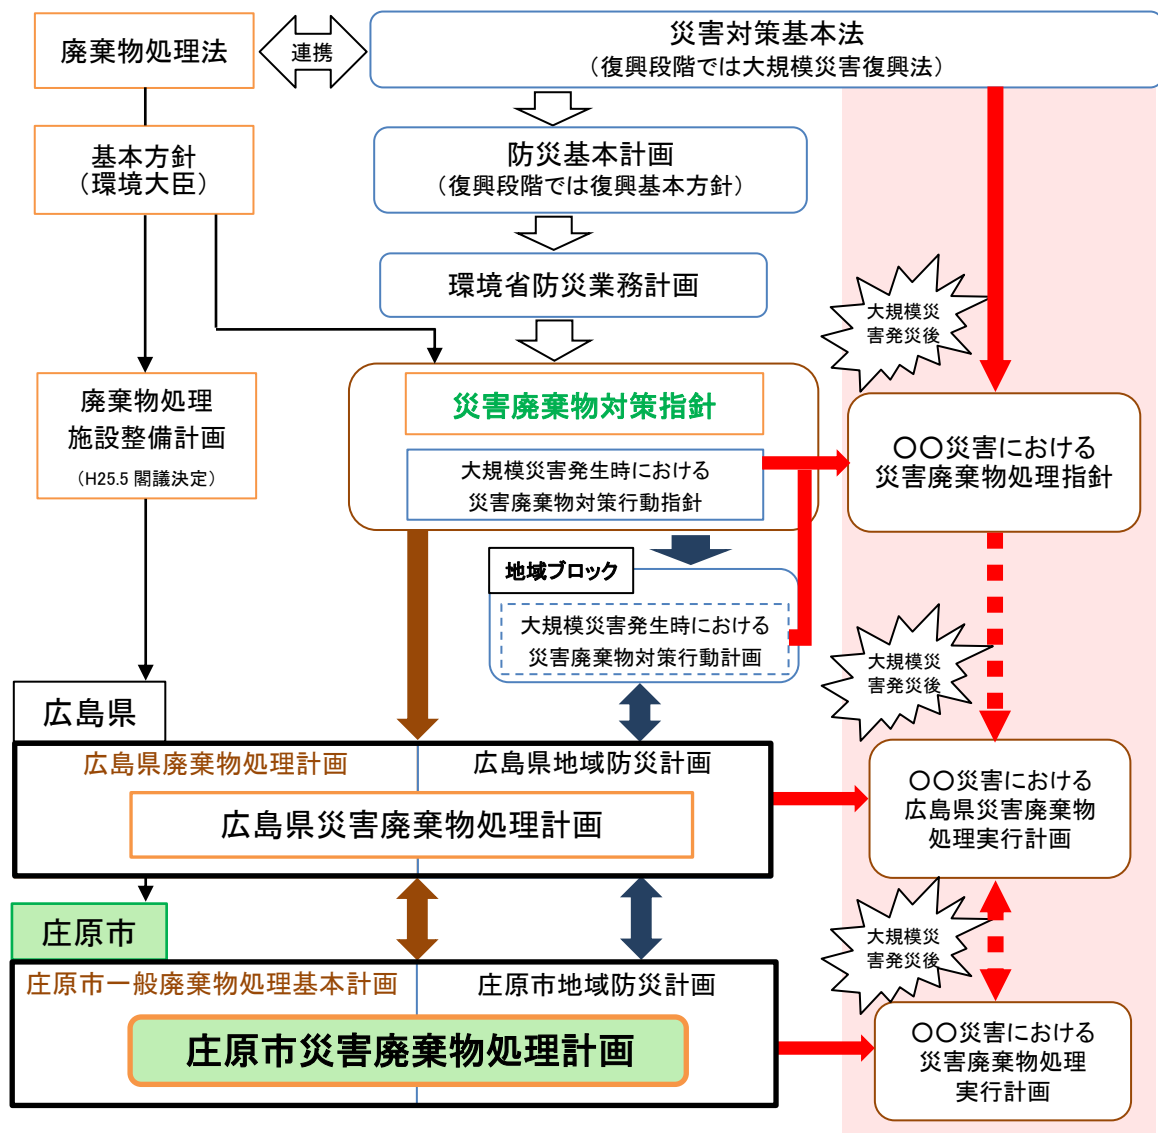 廃棄物処理法
連携
災害対策基本法
（復興段階では大規模災害復興法）
基本方針
（環境大臣）
防災基本計画
（復興段階では復興基本方針）
環境省防災業務計画
大規模災
害発災後
廃棄物処理
施設整備計画
（H25.5 閣議決定）
災害廃棄物対策指針
大規模災害発生時における
災害廃棄物対策行動指針
〇〇災害における
災害廃棄物処理指針
地域ブロック
大規模災害発生時における
災害廃棄物対策行動計画
大規模災
害発災後
広島県
広島県廃棄物処理計画
広島県地域防災計画
広島県災害廃棄物処理計画
〇〇災害における
広島県災害廃棄物
処理実行計画
大規模災
害発災後
庄原市
庄原市一般廃棄物処理基本計画
庄原市地域防災計画
庄原市災害廃棄物処理計画
〇〇災害における
災害廃棄物処理
実行計画